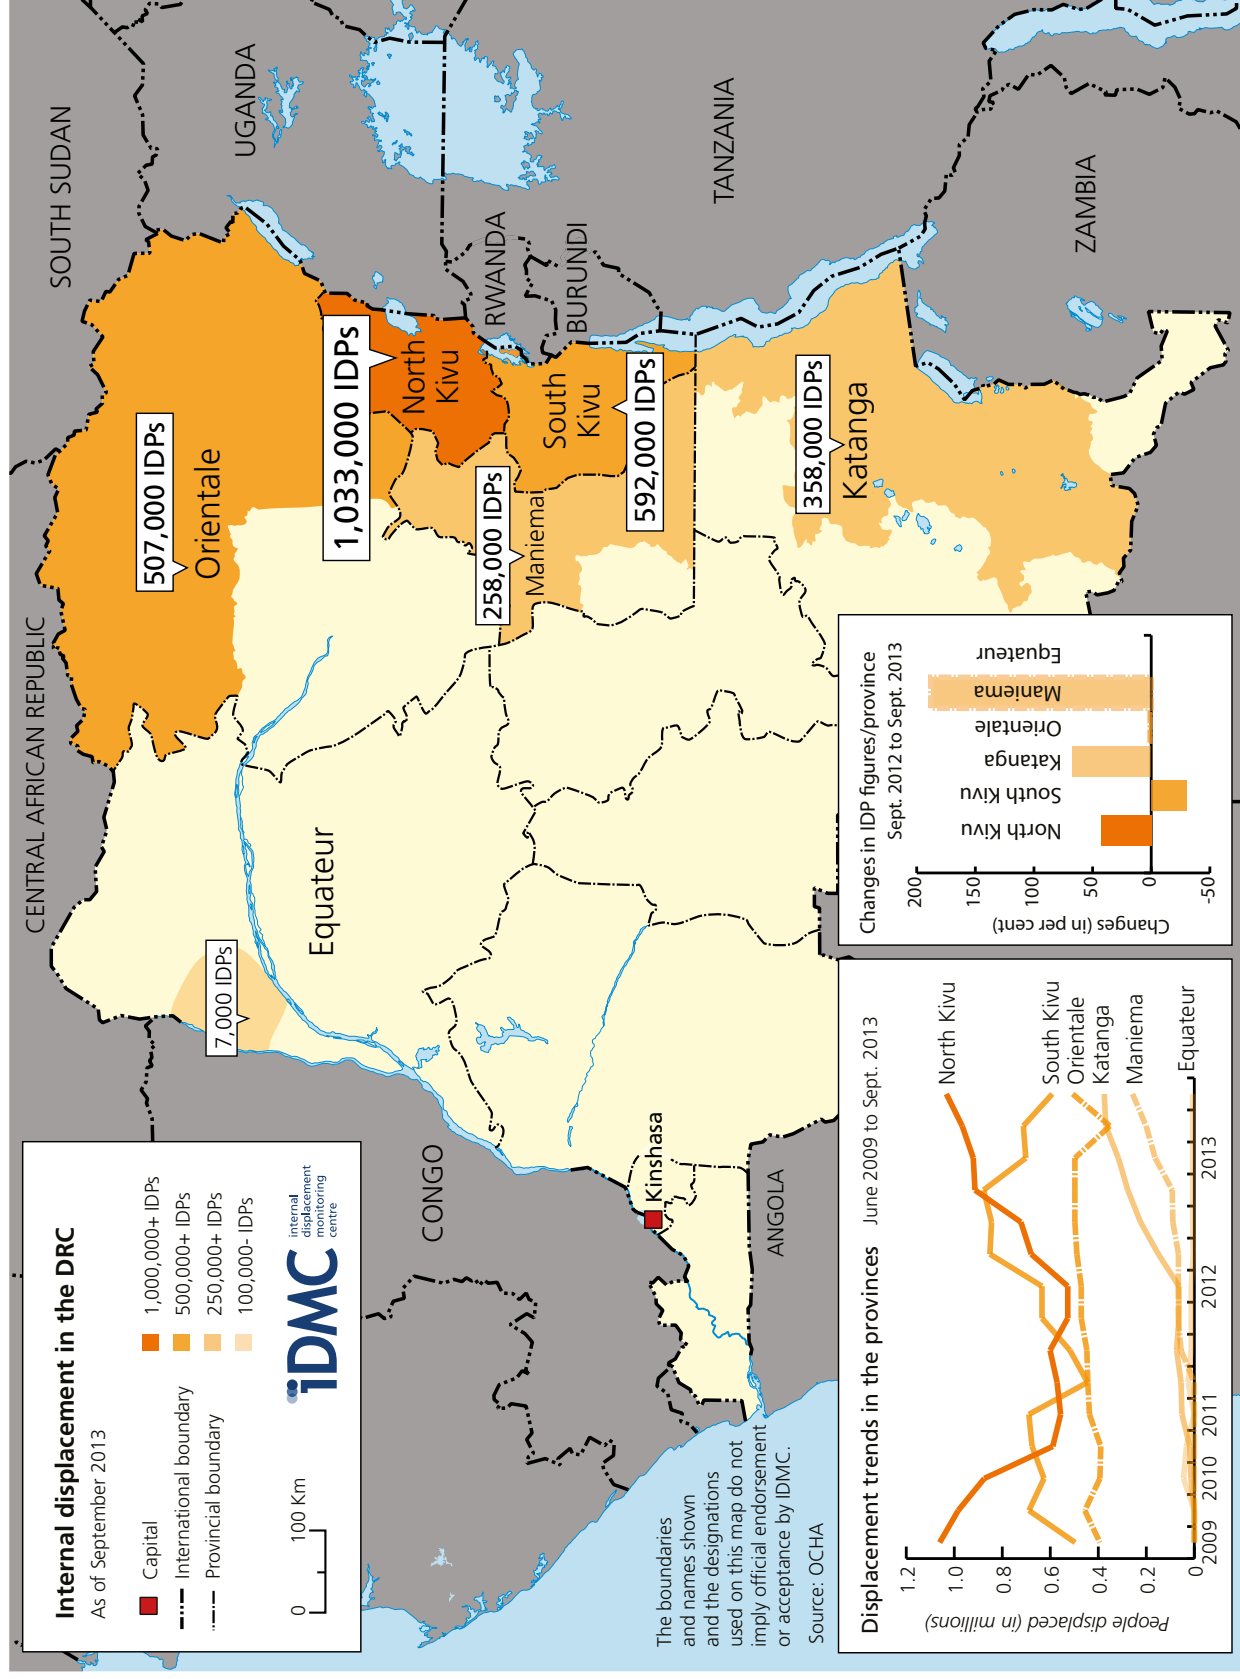 Internal displacement in the DRC
As of September 2013
Capital
International boundary
Provincial boundary
1,000,000+ IDPs
500,000+ IDPs
250,000+ IDPs
100,000- IDPs
0 100 Km
iDMC
internal
displacement
monitoring
centre
CENTRAL AFRICAN REPUBLIC
SOUTH SUDAN
UGANDA
RWANDA
BURUNDI
TANZANIA
ZAMBIA
ANGOLA
CONGO
507,000 IDPs
Orientale
1,033,000 IDPs
North
Kivu
7,000 IDPs
Equateur
258,000 IDPs
Maniema
South
Kivu
592,000 IDPs
358,000 IDPs
Katanga
Kinshasa
The boundaries
and names shown
and the designations
used on this map do not
imply official endorsement
or acceptance by IDMC.
Source: OCHA
Displacement trends in the provinces June 2009 to Sept. 2013
People displaced (in millions)
1.2
1.0
0.8
0.6
0.4
0.2
0
2009 2010 2011 2012 2013
North Kivu
South Kivu
Orientale
Katanga
Maniema
Equateur
Changes in IDP figures/province
Sept. 2012 to Sept. 2013
Changes (in per cent)
200
150
100
50
0
-50
North Kivu
South Kivu
Katanga
Orientale
Maniema
Equateur